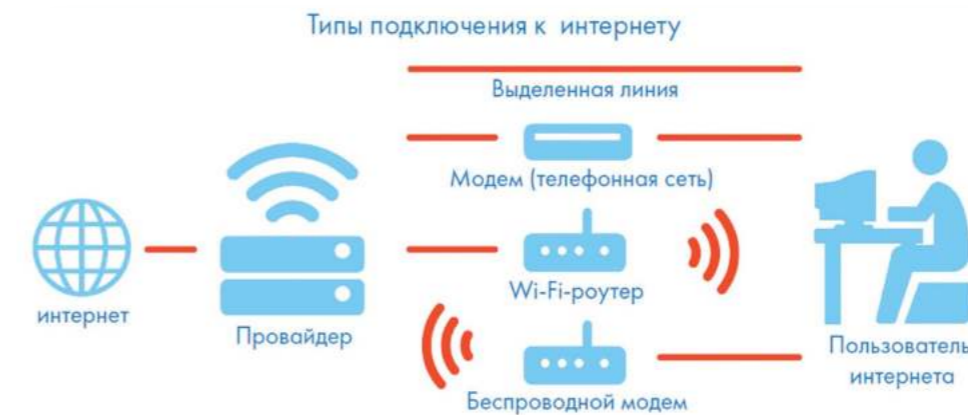 Типы подключения к интернету
Выделенная линия
Модем (телефонная сеть)
Wi-Fi-роутер
интернет
Провайдер
Беспроводной модем
Пользователь
интернета